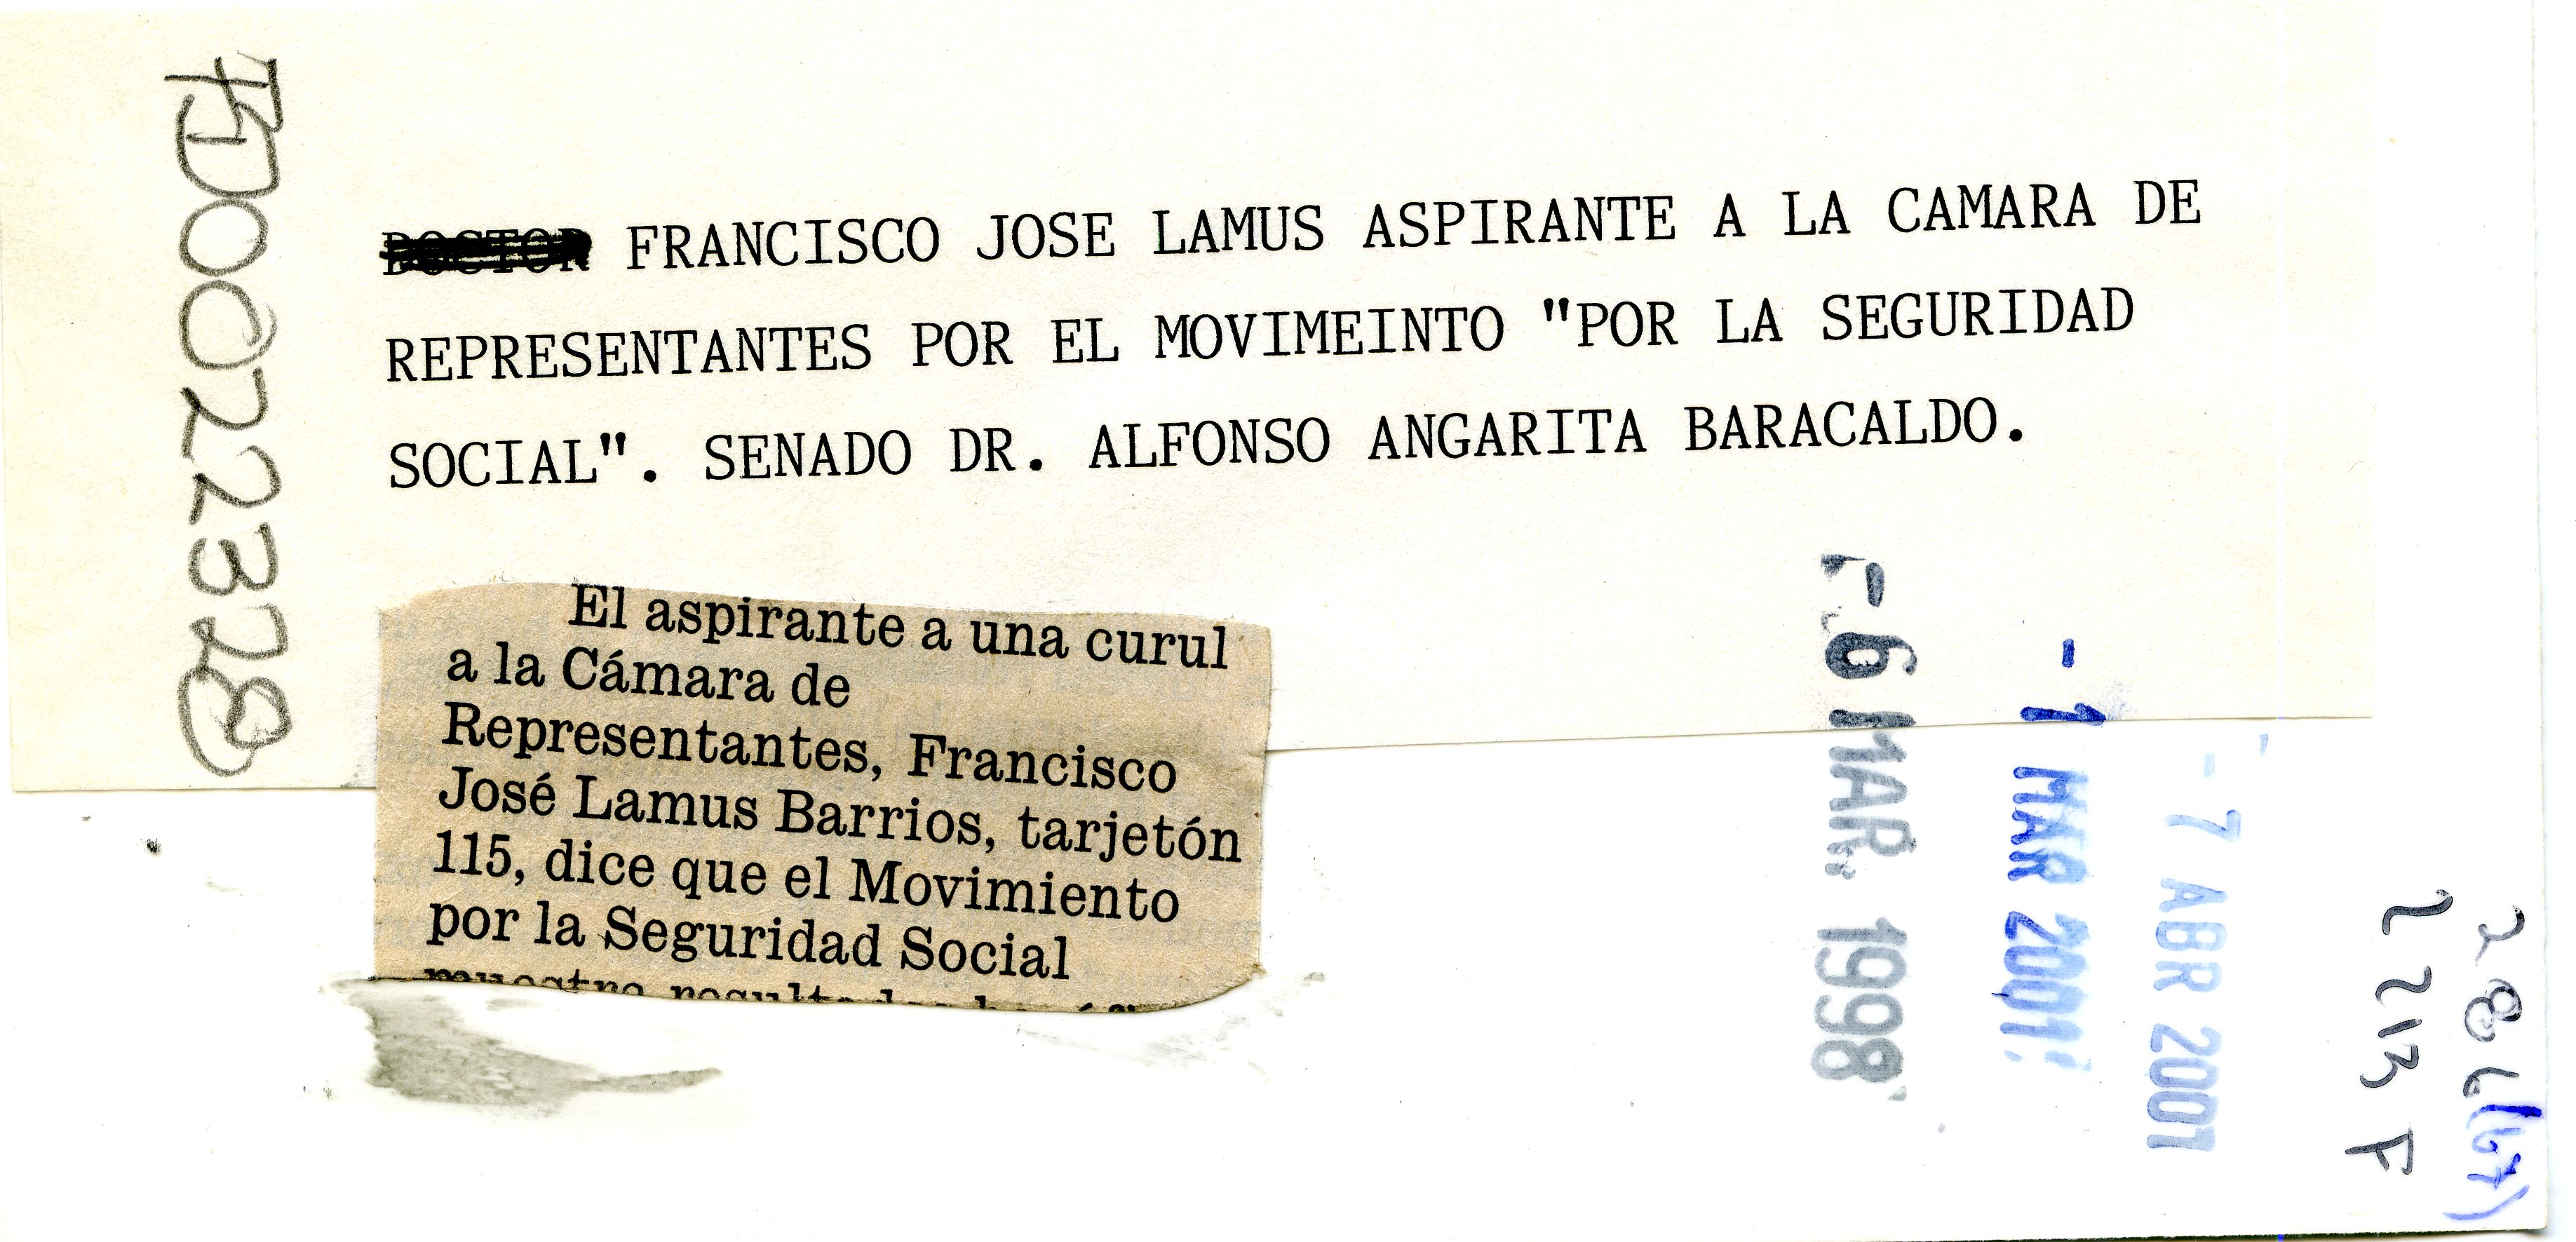 DOCTOR FRANCISCO JOSE LAMUS ASPIRANTE A LA CAMARA DE
REPRESENTANTES POR EL MOVIMEINTO "POR LA SEGURIDAD
SOCIAL". SENADO DR. ALFONSO ANGARITA BARACALDO.
El aspirante a una curul
a la Cámara de
Representantes, Francisco
José Lamus Barrios, tarjetón
115, dice que el Movimiento
por la Seguridad Social
- 6 MAR. 1998
- 1 MAR 2001
- 7 ABR 2001
2213 F